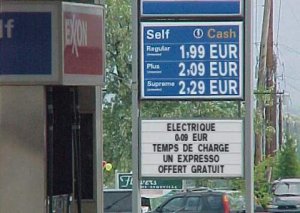 lf
EXXON
Self Cash
Regular 1.99 EUR
Plus 2.09 EUR
Supreme 2.29 EUR
ELECTRIQUE
0.09 EUR
TEMPS DE CHARGE
UN EXPRESSO
OFFERT GRATUIT